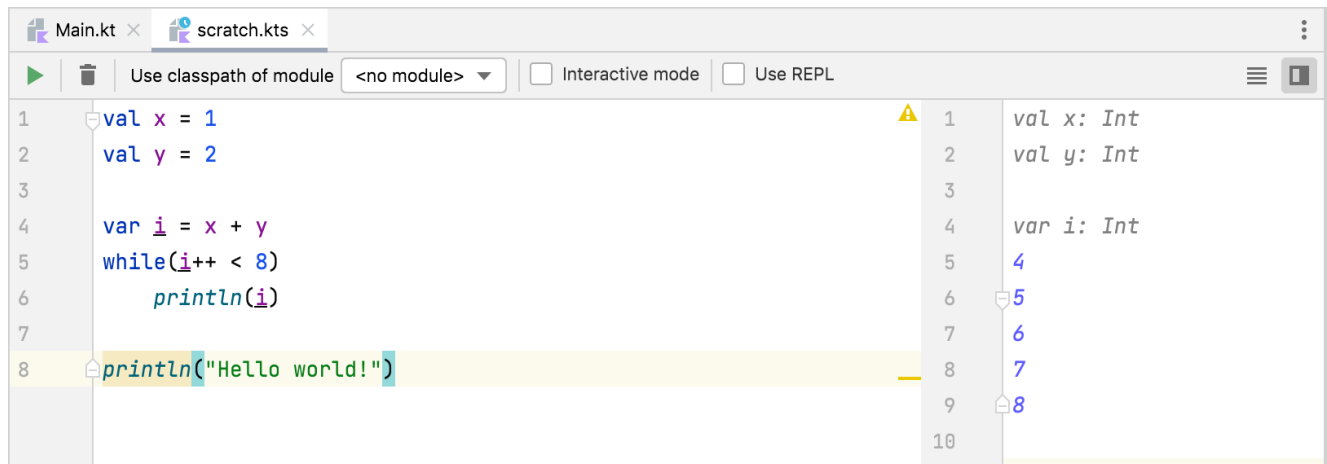 Main.kt
scratch.kts
Use classpath of module <no module> Interactive mode Use REPL
1 val x = 1
2 val y = 2
3
4 var i = x + y
5 while(i++ < 8)
6 println(i)
7
8 println("Hello world!")
1 val x: Int
2 val y: Int
3
4 var i: Int
5 4
6 5
7 6
8 7
9 8
10